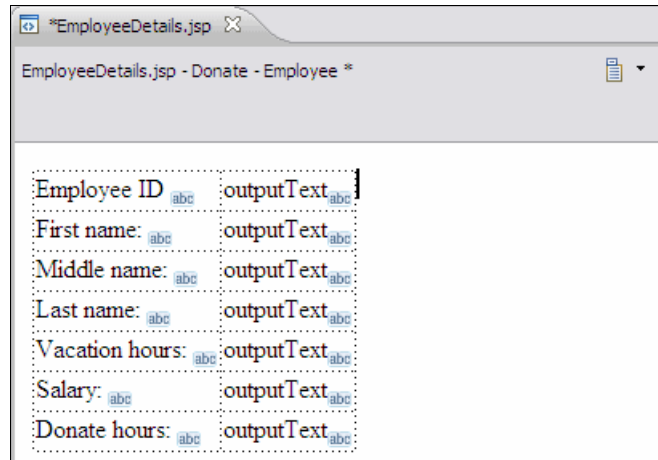 *EmployeeDetails.jsp
EmployeeDetails.jsp - Donate - Employee *
Employee ID abc outputText abc
First name: abc outputText abc
Middle name: abc outputText abc
Last name: abc outputText abc
Vacation hours: abc outputText abc
Salary: abc outputText abc
Donate hours: abc outputText abc